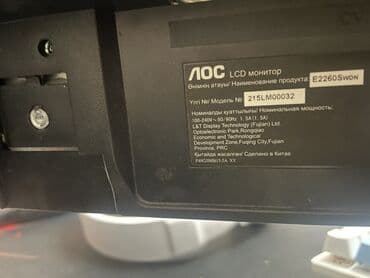 AOC LCD монитор
Өнімнін атауы/ Наименование продукта: E2260SWDN
Үлгі №/ Модель № 215LM00032
Номинанды қуаттылығы/ Номинальная мощность:
100-240V~ 50/60Hz 1.5A(1.5A)
L&T Display Technology (Fujian) Ltd.
Optoelectronic Park, Rongqiao
Economic and Technological
Development Zone, Fuqing City, Fujian
Province, PRC
Қытайда жасалған/ Сделано в Китае